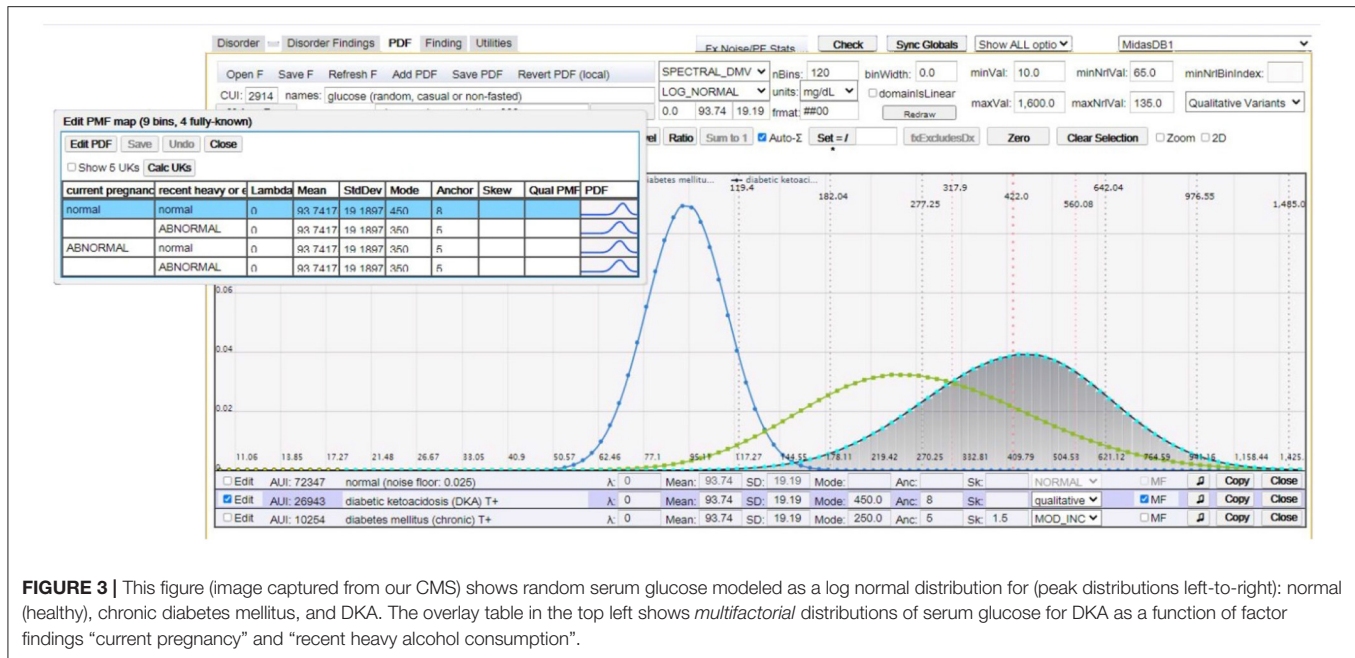 Disorder Disorder Findings PDF Finding Utilities Ex Noise/PF Stats Check Sync Globals Show ALL optio MidasDB1
Open F Save F Refresh F Add PDF Save PDF Revert PDF (local) SPECTRAL_DMV nBins: 120 binWidth: 0.0 minVal: 10.0 minNrlVal: 65.0 minNrlBinIndex:
CUI: 2914 names: glucose (random, casual or non-fasted) LOG_NORMAL units: mg/dL domainIsLinear maxVal: 1,600.0 maxNrlVal: 135.0 Qualitative Variants
0.0 93.74 19.19 frmat: ##00 Redraw
Ratio Sum to 1 Auto-Σ Set = / fxExcludesDx Zero Clear Selection Zoom 2D
Edit PMF map (9 bins, 4 fully-known)
Edit PDF Save Undo Close
Show 5 UKs Calc UKs
current pregnanc recent heavy or e Lambda Mean StdDev Mode Anchor Skew Qual PMF PDF
normal normal 0 93.7417 19.1897 450 8
ABNORMAL 0 93.7417 19.1897 350 5
ABNORMAL normal 0 93.7417 19.1897 350 5
ABNORMAL 0 93.7417 19.1897 350 5
abetes mellitu... diabetic ketoaci...
119.4 182.04 277.25 317.9 422.0 560.08 642.04 976.55 1,485.0
0.06
0.04
0.02
0
11.06 13.85 17.27 21.48 26.67 33.05 40.9 50.57 62.46 77.1 95.11 117.27 144.55 178.11 219.42 270.25 332.81 409.79 504.53 621.12 764.59 941.16 1,158.44 1,425.
Edit AUI: 72347 normal (noise floor: 0.025) λ: 0 Mean: 93.74 SD: 19.19 Mode: Anc: Sk: NORMAL MF Copy Close
Edit AUI: 26943 diabetic ketoacidosis (DKA) T+ λ: 0 Mean: 93.74 SD: 19.19 Mode: 450.0 Anc: 8 Sk: qualitative MF Copy Close
Edit AUI: 10254 diabetes mellitus (chronic) T+ λ: 0 Mean: 93.74 SD: 19.19 Mode: 250.0 Anc: 5 Sk: 1.5 MOD_INC MF Copy Close
FIGURE 3 | This figure (image captured from our CMS) shows random serum glucose modeled as a log normal distribution for (peak distributions left-to-right): normal
(healthy), chronic diabetes mellitus, and DKA. The overlay table in the top left shows multifactorial distributions of serum glucose for DKA as a function of factor
findings “current pregnancy” and “recent heavy alcohol consumption”.